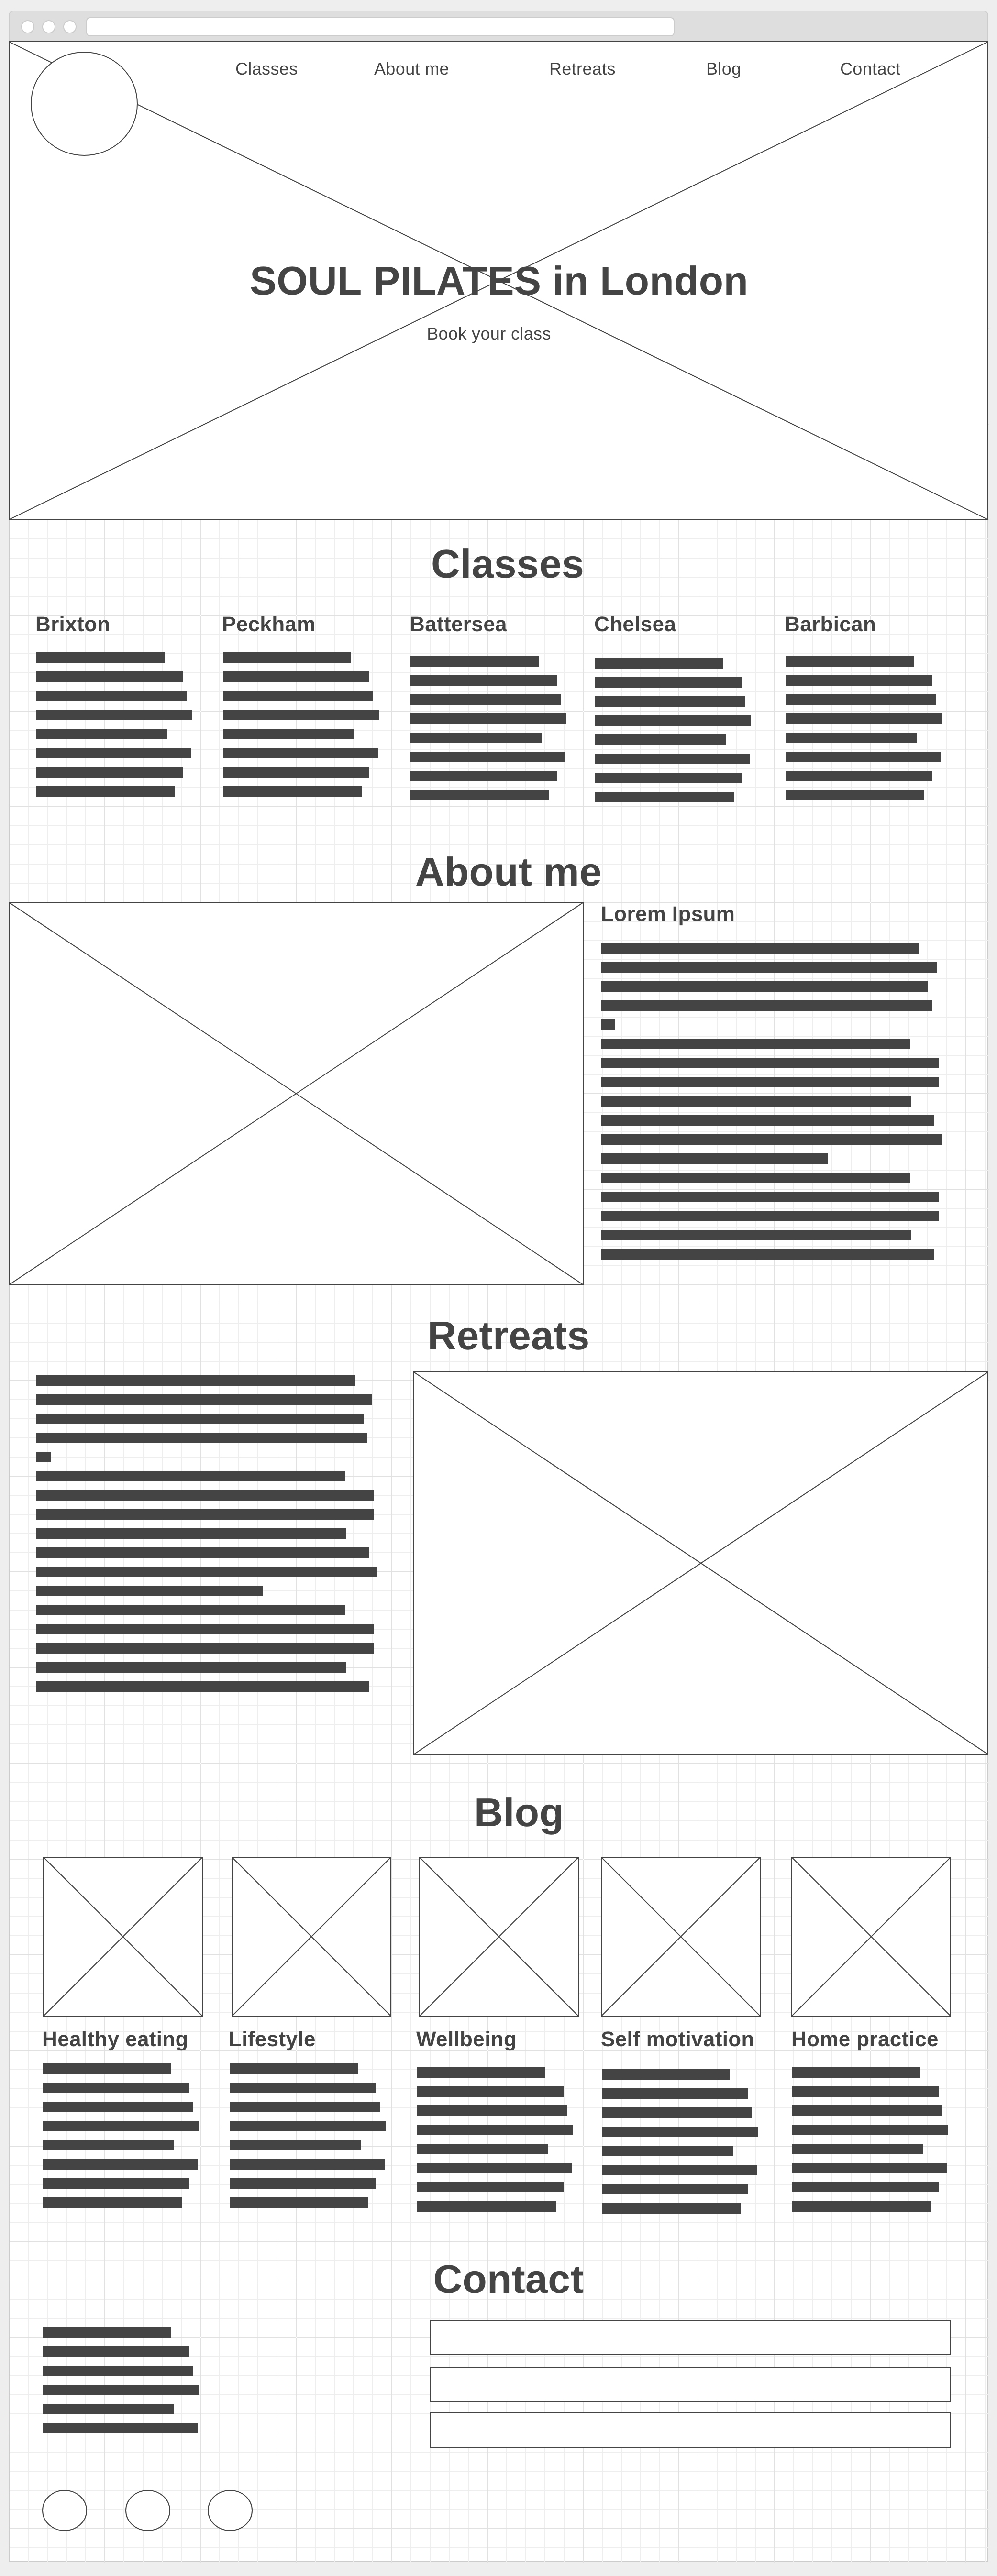 Classes
About me
Retreats
Blog
Contact
SOUL PILATES in London
Book your class
Classes
Brixton
Peckham
Battersea
Chelsea
Barbican
About me
Lorem Ipsum
Retreats
Blog
Healthy eating
Lifestyle
Wellbeing
Self motivation
Home practice
Contact